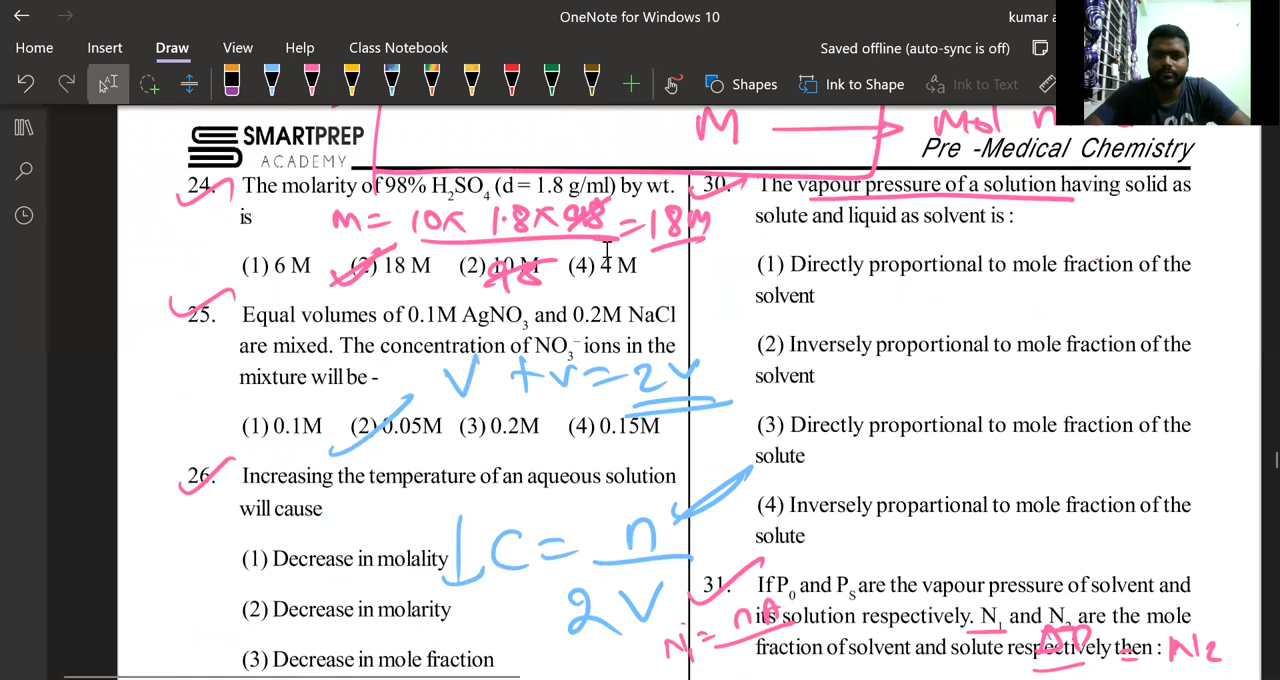 OneNote for Windows 10
kumar a
Home Insert Draw View Help Class Notebook
Saved offline (auto-sync is off)
Shapes Ink to Shape Ink to Text
M → Mol
SMARTPREP
ACADEMY
Pre -Medical Chemistry
24. The molarity of 98% H₂SO₄ (d = 1.8 g/ml) by wt.
is
M = 10 x 1.8 x 98 = 18M
98
(1) 6 M (2) 18 M (2) 10 M (4) 4 M
25. Equal volumes of 0.1M AgNO₃ and 0.2M NaCl
are mixed. The concentration of NO₃⁻ ions in the
mixture will be -
V + V = 2V
(1) 0.1M (2) 0.05M (3) 0.2M (4) 0.15M
26. Increasing the temperature of an aqueous solution
will cause
↓ C = n
2V
(1) Decrease in molality
(2) Decrease in molarity
(3) Decrease in mole fraction
30. The vapour pressure of a solution having solid as
solute and liquid as solvent is :
(1) Directly proportional to mole fraction of the
solvent
(2) Inversely proportional to mole fraction of the
solvent
(3) Directly proportional to mole fraction of the
solute
(4) Inversely proportional to mole fraction of the
solute
31. If P₀ and Pₛ are the vapour pressure of solvent and
its solution respectively. N₁ and N₂ are the mole
fraction of solvent and solute respectively then :
N₁ = nA
= N2